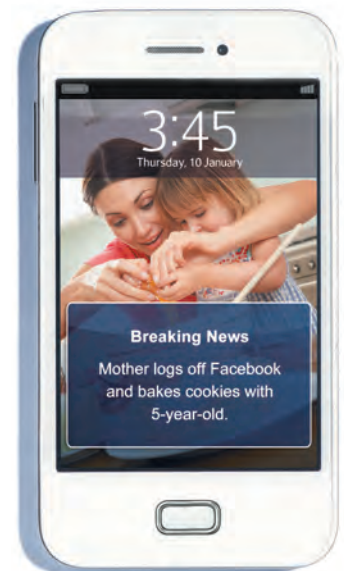 3:45
Thursday, 10 January
Breaking News
Mother logs off Facebook
and bakes cookies with
5-year-old.